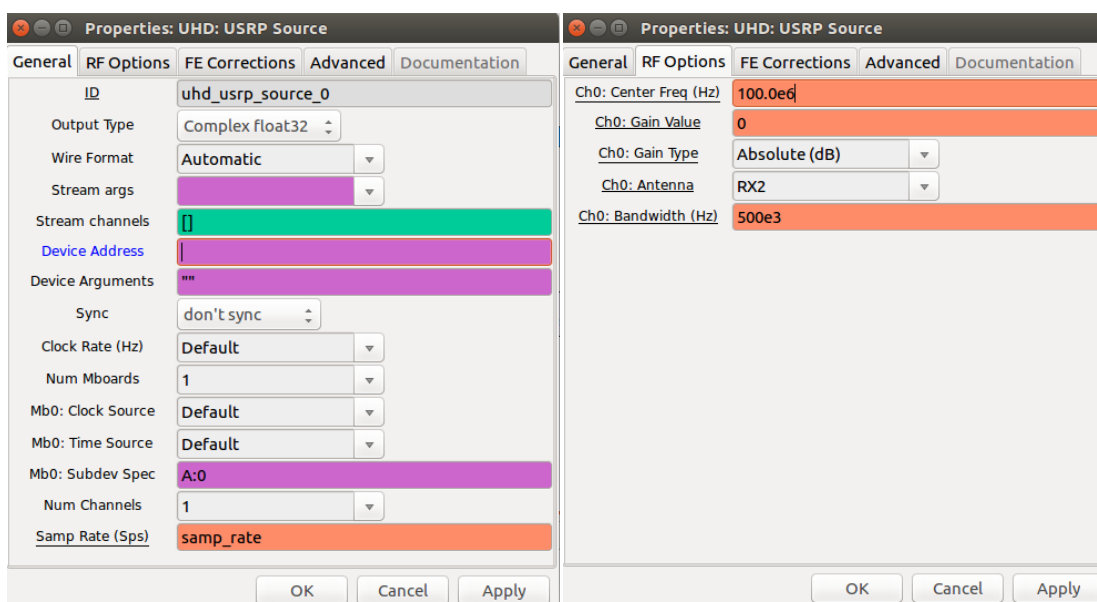 Properties: UHD: USRP Source
General RF Options FE Corrections Advanced Documentation
ID uhd_usrp_source_0
Output Type Complex float32
Wire Format Automatic
Stream args
Stream channels []
Device Address
Device Arguments ""
Sync don't sync
Clock Rate (Hz) Default
Num Mboards 1
Mb0: Clock Source Default
Mb0: Time Source Default
Mb0: Subdev Spec A:0
Num Channels 1
Samp Rate (Sps) samp_rate
OK Cancel Apply
Properties: UHD: USRP Source
General RF Options FE Corrections Advanced Documentation
Ch0: Center Freq (Hz) 100.0e6
Ch0: Gain Value 0
Ch0: Gain Type Absolute (dB)
Ch0: Antenna RX2
Ch0: Bandwidth (Hz) 500e3
OK Cancel Apply